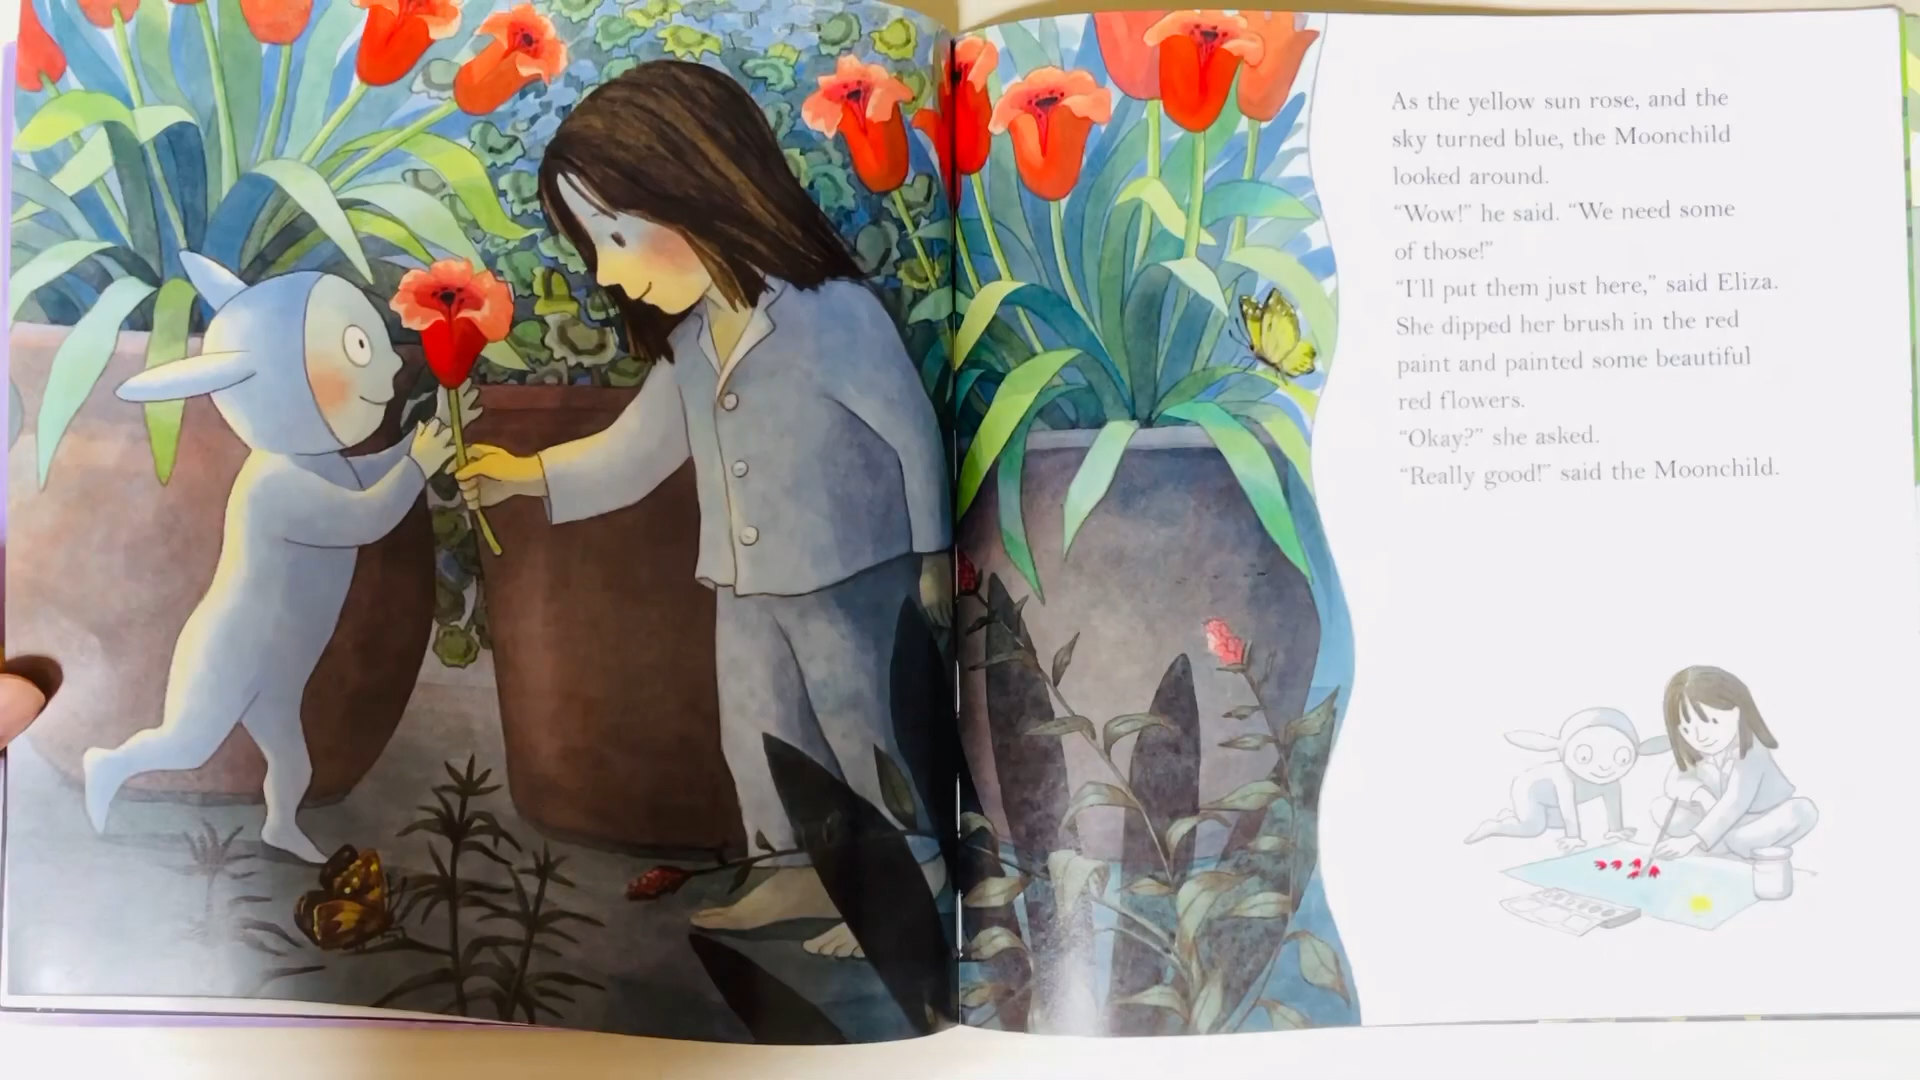 As the yellow sun rose, and the
sky turned blue, the Moonchild
looked around.
“Wow!” he said. “We need some
of those!”
“I’ll put them just here,” said Eliza.
She dipped her brush in the red
paint and painted some beautiful
red flowers.
“Okay?” she asked.
“Really good!” said the Moonchild.